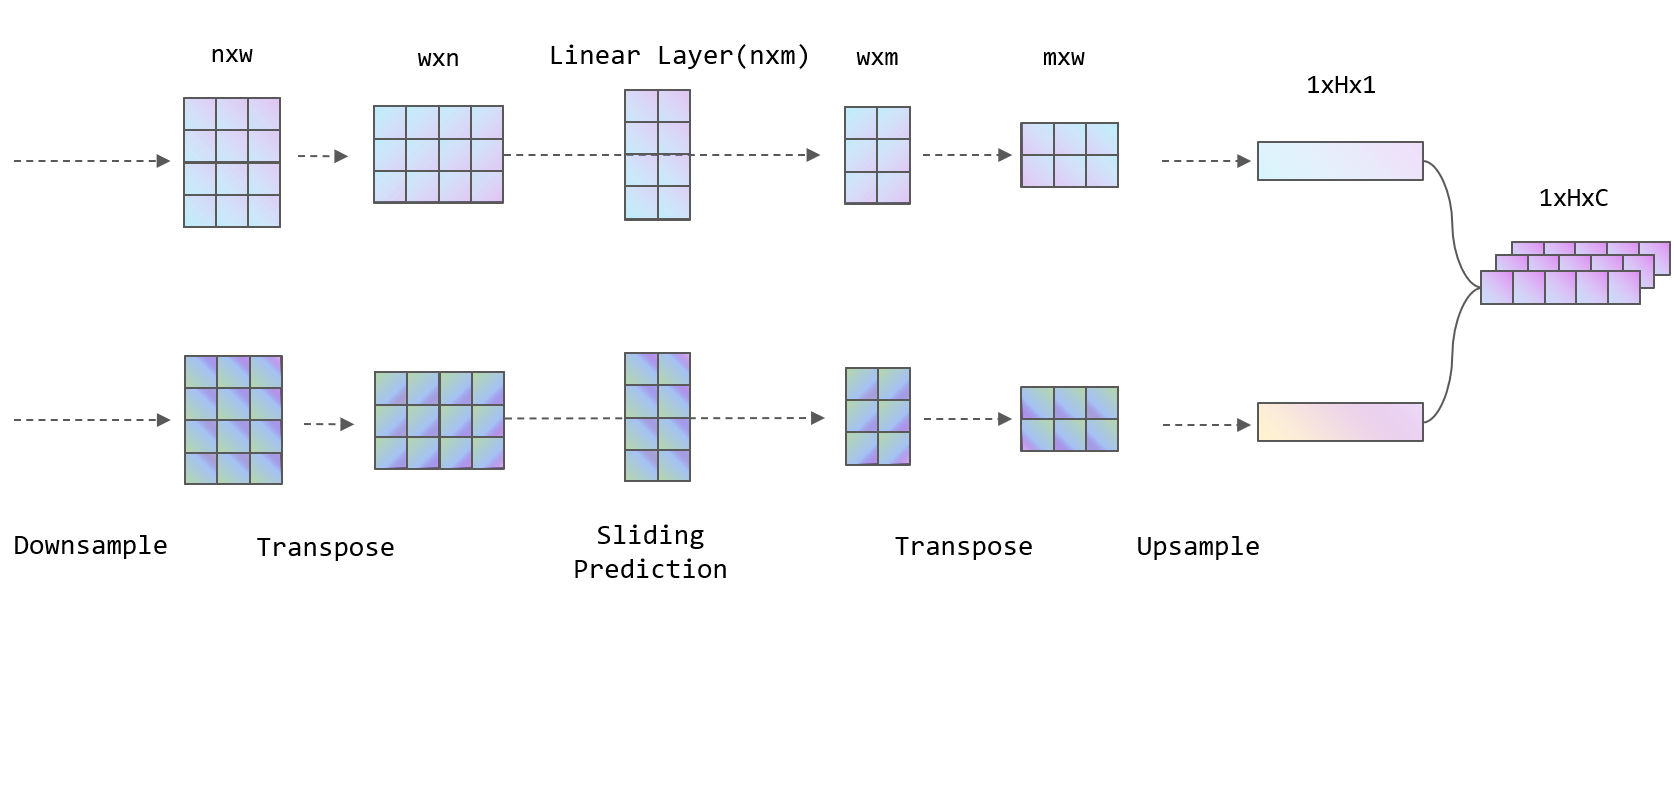 nxw
wxn
Linear Layer(nxm)
wxm
mxw
1xHx1
1xHxC
Downsample
Transpose
Sliding
Prediction
Transpose
Upsample